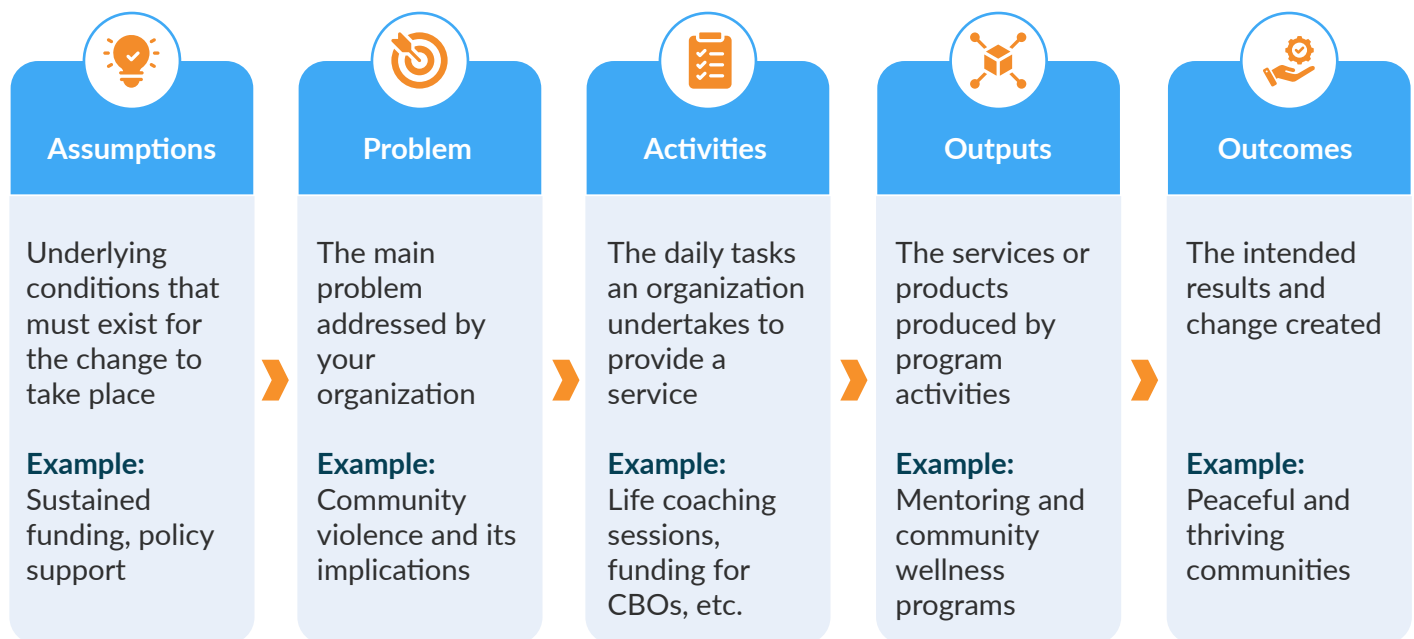 Assumptions
Underlying
conditions that
must exist for
the change to
take place
Example:
Sustained
funding, policy
support
Problem
The main
problem
addressed by
your
organization
Example:
Community
violence and its
implications
Activities
The daily tasks
an organization
undertakes to
provide a
service
Example:
Life coaching
sessions,
funding for
CBOs, etc.
Outputs
The services or
products
produced by
program
activities
Example:
Mentoring and
community
wellness
programs
Outcomes
The intended
results and
change created
Example:
Peaceful and
thriving
communities